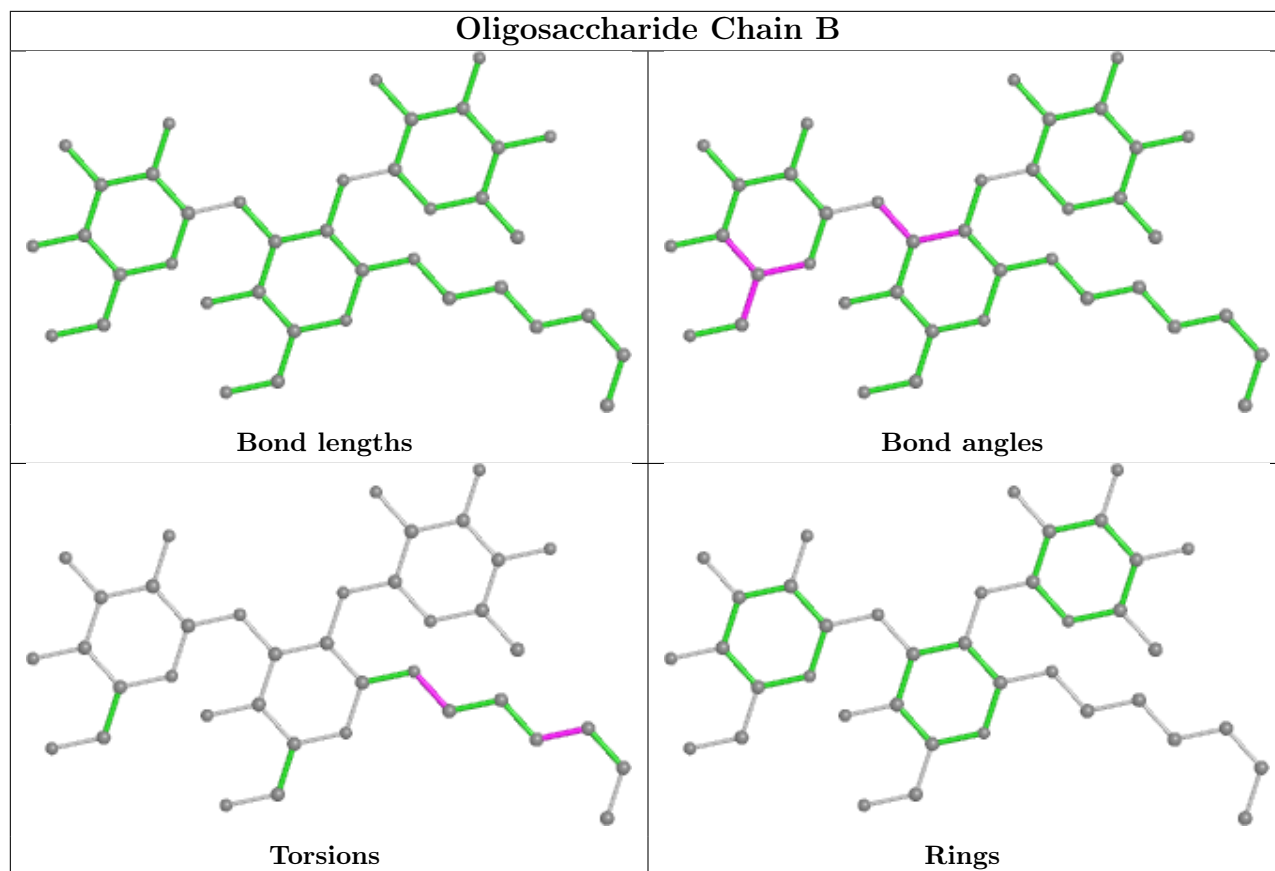 Oligosaccharide Chain B
Bond lengths
Bond angles
Torsions
Rings